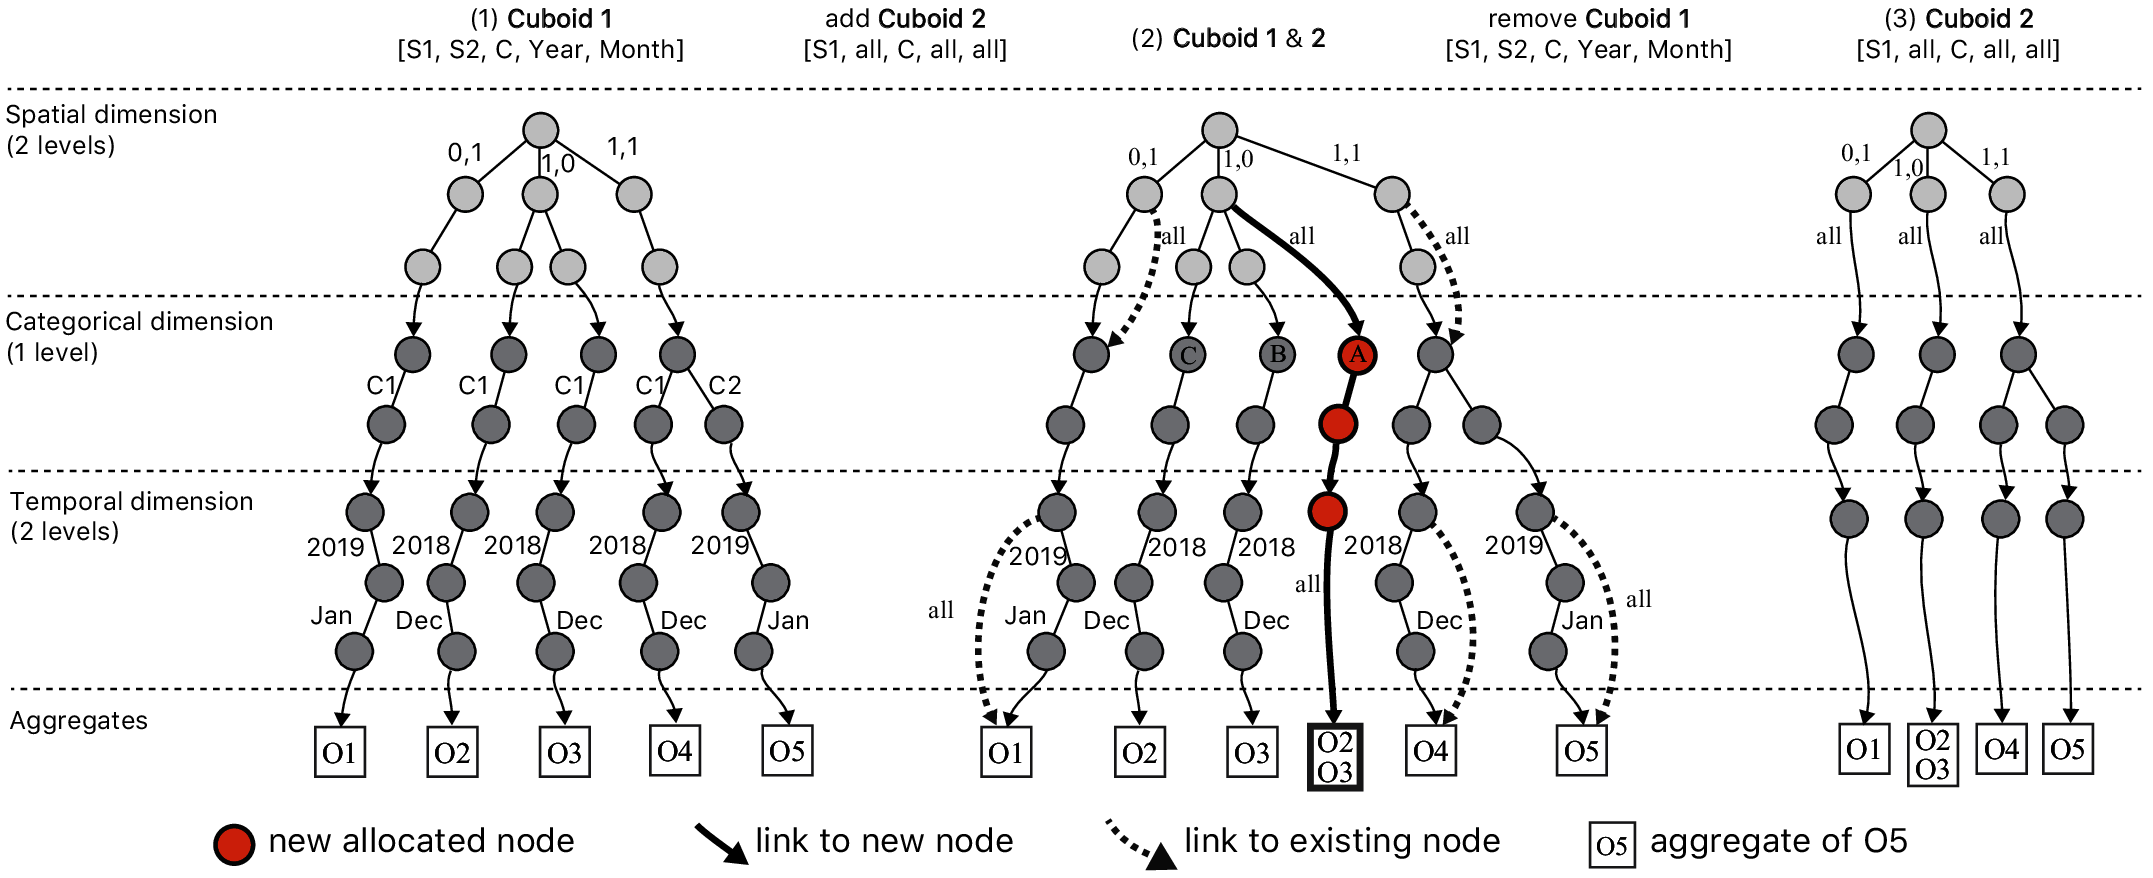 (1) Cuboid 1
[S1, S2, C, Year, Month]
add Cuboid 2
[S1, all, C, all, all]
(2) Cuboid 1 & 2
remove Cuboid 1
[S1, S2, C, Year, Month]
(3) Cuboid 2
[S1, all, C, all, all]
Spatial dimension
(2 levels)
0,1
1,0
1,1
0,1
1,0
1,1
0,1
1,0
1,1
all
all
all
all
all
all
Categorical dimension
(1 level)
C
B
A
C1
C1
C1
C1
C2
Temporal dimension
(2 levels)
2019
2018
2018
2018
2019
2019
2018
2018
2018
2019
all
all
all
Jan
Dec
Dec
Dec
Jan
Jan
Dec
Dec
Dec
Jan
Aggregates
O1
O2
O3
O4
O5
O1
O2
O3
O2
O3
O4
O5
O1
O2
O3
O4
O5
new allocated node
link to new node
link to existing node
O5
aggregate of O5